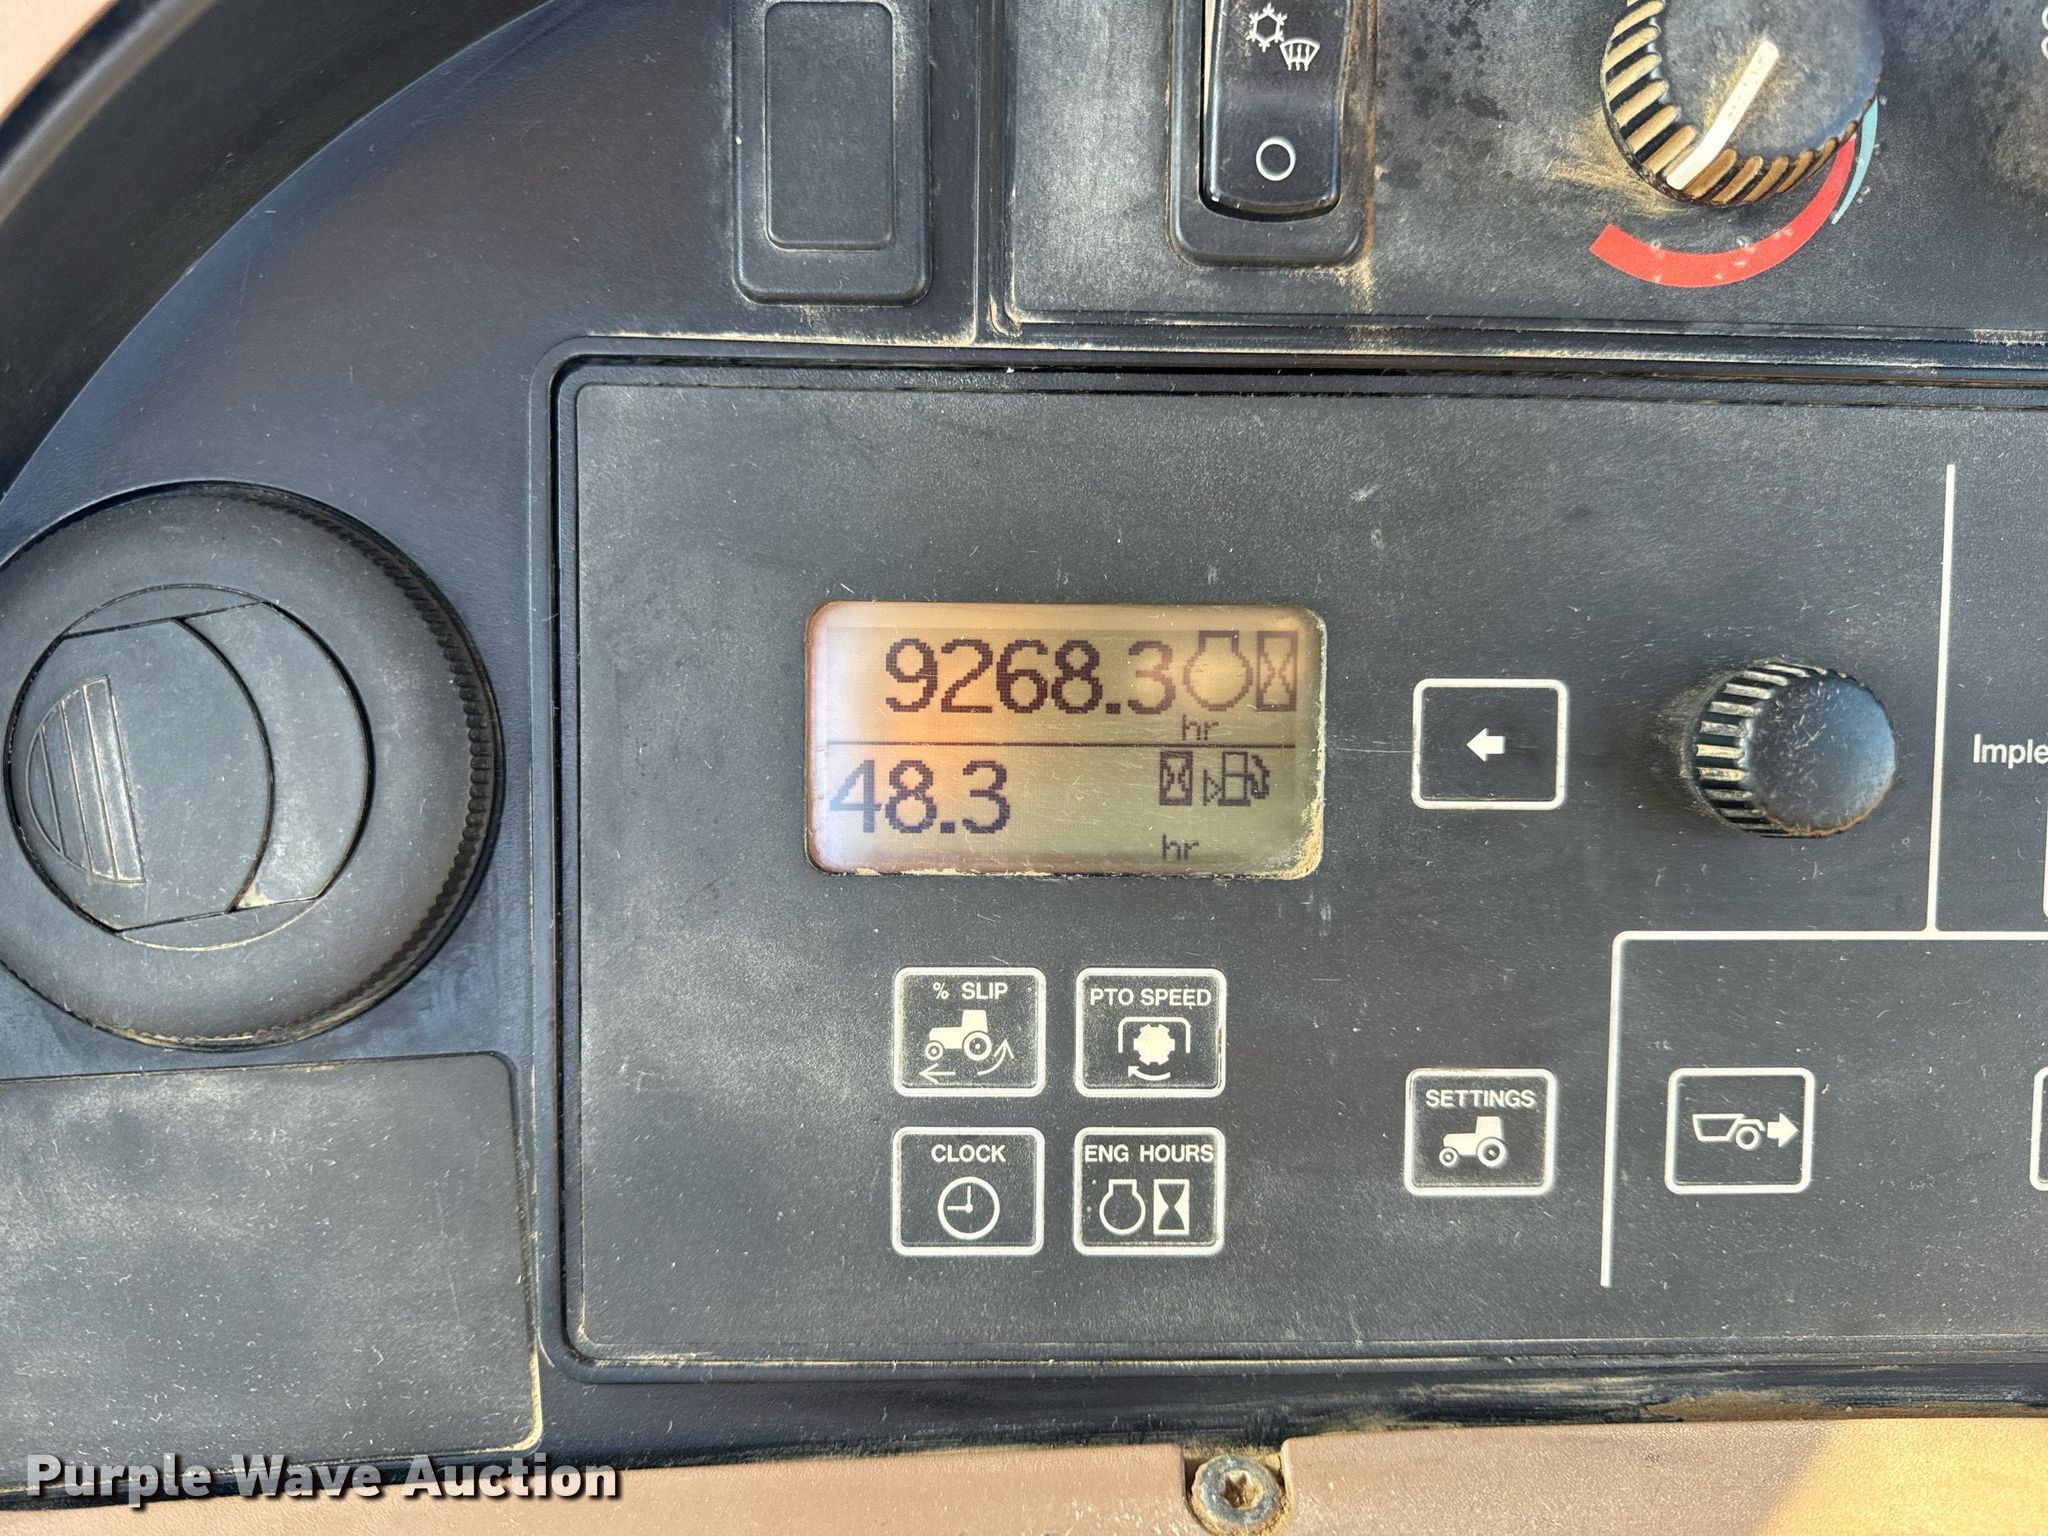 9268.3
hr
48.3
hr
Imple
% SLIP
PTO SPEED
CLOCK
ENG HOURS
SETTINGS
Purple Wave Auction